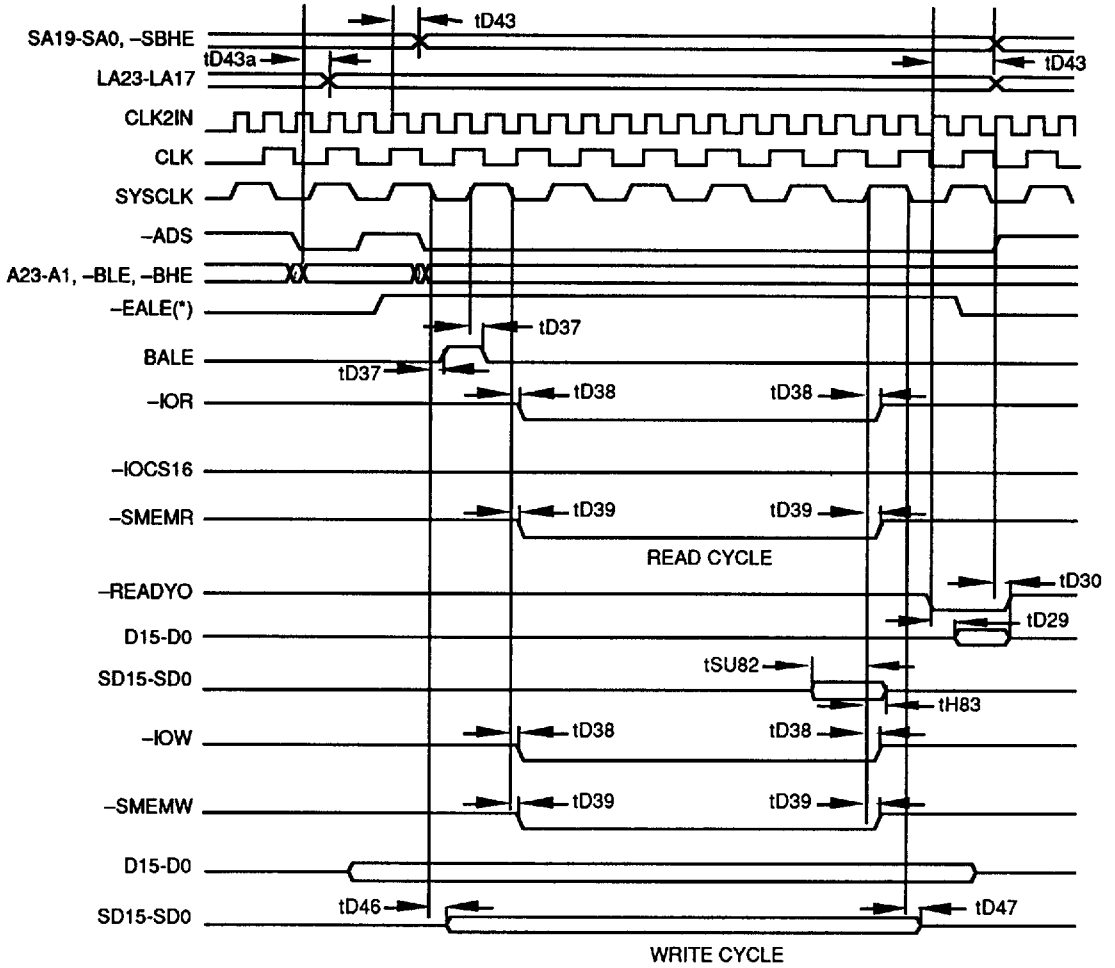 tD43
SA19-SA0, –SBHE
tD43a
tD43
LA23-LA17
CLK2IN
CLK
SYSCLK
–ADS
A23-A1, –BLE, –BHE
–EALE(*)
tD37
BALE
tD37
tD38
tD38
–IOR
–IOCS16
tD39
tD39
–SMEMR
READ CYCLE
tD30
–READYO
tD29
D15-D0
tSU82
SD15-SD0
tH83
tD38
tD38
–IOW
tD39
tD39
–SMEMW
D15-D0
tD46
tD47
SD15-SD0
WRITE CYCLE